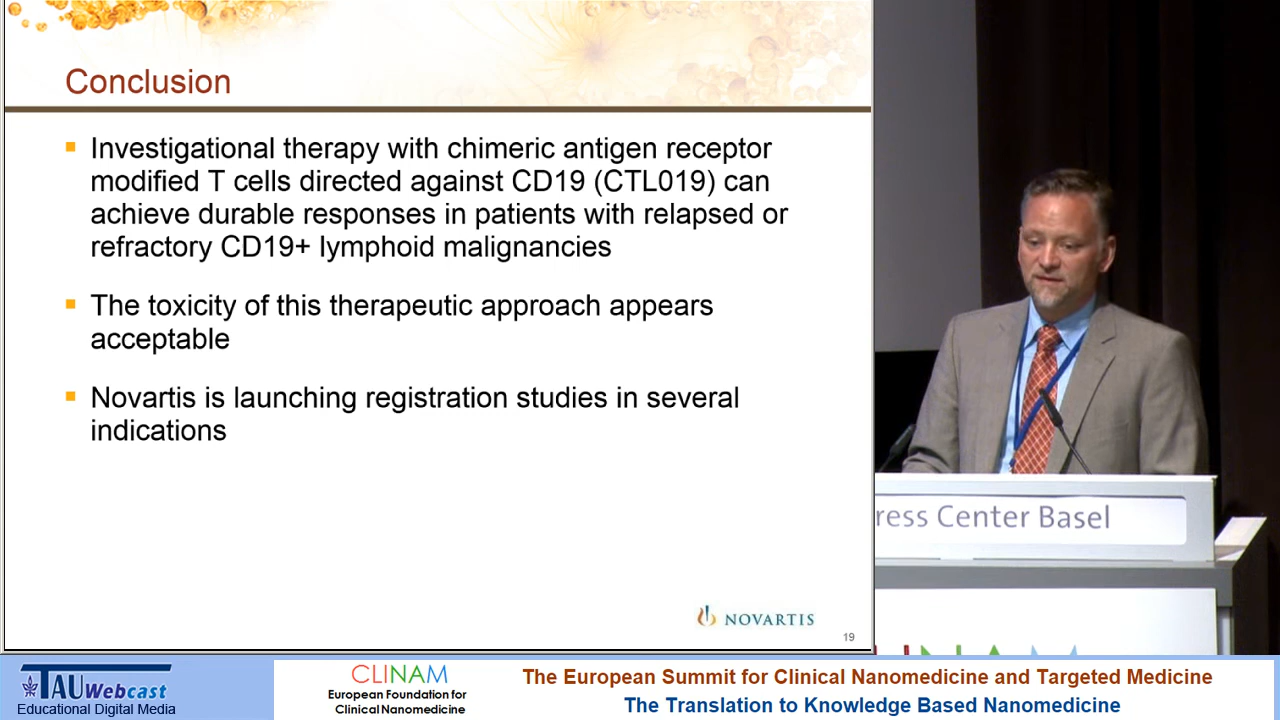 Conclusion
Investigational therapy with chimeric antigen receptor
modified T cells directed against CD19 (CTL019) can
achieve durable responses in patients with relapsed or
refractory CD19+ lymphoid malignancies
The toxicity of this therapeutic approach appears
acceptable
Novartis is launching registration studies in several
indications
NOVARTIS
19
ress Center Basel
CLINAM
TAU Webcast
Educational Digital Media
CLINAM
European Foundation for
Clinical Nanomedicine
The European Summit for Clinical Nanomedicine and Targeted Medicine
The Translation to Knowledge Based Nanomedicine